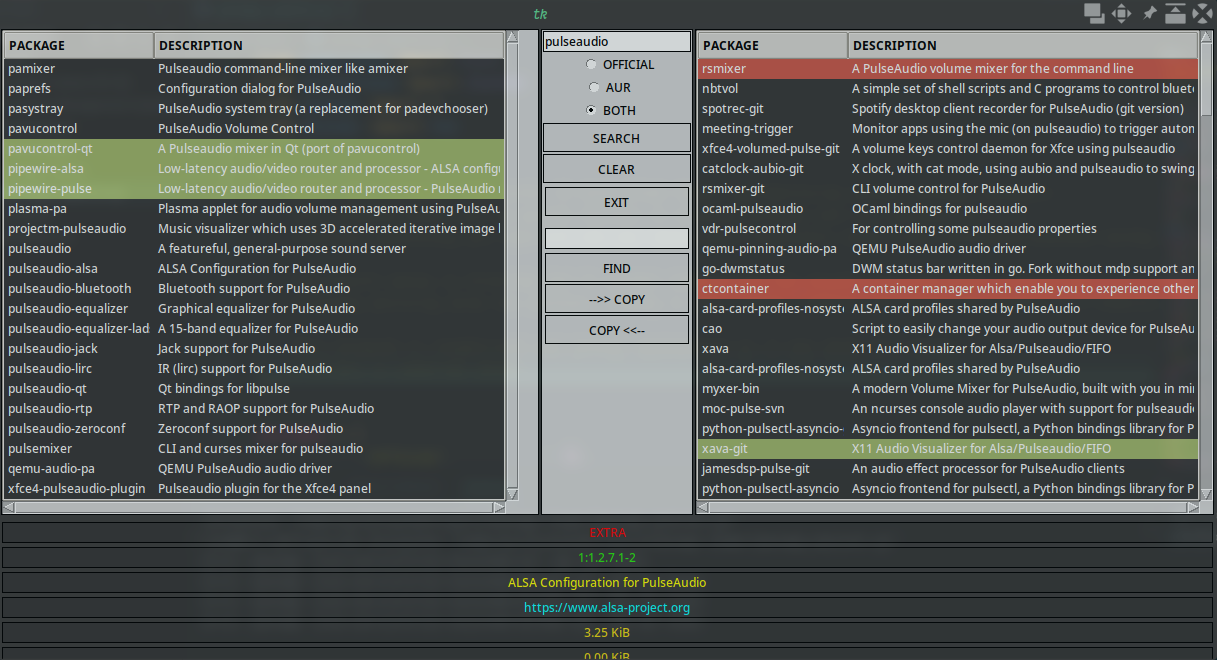 tk
PACKAGE DESCRIPTION
pamixer Pulseaudio command-line mixer like amixer
paprefs Configuration dialog for PulseAudio
pasystray PulseAudio system tray (a replacement for padevchooser)
pavucontrol PulseAudio Volume Control
pavucontrol-qt A Pulseaudio mixer in Qt (port of pavucontrol)
pipewire-alsa Low-latency audio/video router and processor - ALSA configu
pipewire-pulse Low-latency audio/video router and processor - PulseAudio r
plasma-pa Plasma applet for audio volume management using PulseAu
projectm-pulseaudio Music visualizer which uses 3D accelerated iterative image
pulseaudio A featureful, general-purpose sound server
pulseaudio-alsa ALSA Configuration for PulseAudio
pulseaudio-bluetooth Bluetooth support for PulseAudio
pulseaudio-equalizer Graphical equalizer for PulseAudio
pulseaudio-equalizer-lads A 15-band equalizer for PulseAudio
pulseaudio-jack Jack support for PulseAudio
pulseaudio-lirc IR (lirc) support for PulseAudio
pulseaudio-qt Qt bindings for libpulse
pulseaudio-rtp RTP and RAOP support for PulseAudio
pulseaudio-zeroconf Zeroconf support for PulseAudio
pulsemixer CLI and curses mixer for pulseaudio
qemu-audio-pa QEMU PulseAudio audio driver
xfce4-pulseaudio-plugin Pulseaudio plugin for the Xfce4 panel
pulseaudio
OFFICIAL
AUR
BOTH
SEARCH
CLEAR
EXIT
FIND
-->> COPY
COPY <<--
PACKAGE DESCRIPTION
rsmixer A PulseAudio volume mixer for the command line
nbtvol A simple set of shell scripts and C programs to control bluet
spotrec-git Spotify desktop client recorder for PulseAudio (git version)
meeting-trigger Monitor apps using the mic (on pulseaudio) to trigger autom
xfce4-volumed-pulse-git A volume keys control daemon for Xfce using pulseaudio
catclock-aubio-git X clock, with cat mode, using aubio and pulseaudio to swing
rsmixer-git CLI volume control for PulseAudio
ocaml-pulseaudio OCaml bindings for pulseaudio
vdr-pulsecontrol For controlling some pulseaudio properties
qemu-pinning-audio-pa QEMU PulseAudio audio driver
go-dwmstatus DWM status bar written in go. Fork without mdp support an
ctcontainer A container manager which enable you to experience other
alsa-card-profiles-nosyste ALSA card profiles shared by PulseAudio
cao Script to easily change your audio output device for PulseAu
xava X11 Audio Visualizer for Alsa/Pulseaudio/FIFO
alsa-card-profiles-nosyste ALSA card profiles shared by PulseAudio
myxer-bin A modern Volume Mixer for PulseAudio, built with you in mi
moc-pulse-svn An ncurses console audio player with support for pulseaudi
python-pulsectl-asyncio- Asyncio frontend for pulsectl, a Python bindings library for P
xava-git X11 Audio Visualizer for Alsa/Pulseaudio/FIFO
jamesdsp-pulse-git An audio effect processor for PulseAudio clients
python-pulsectl-asyncio Asyncio frontend for pulsectl, a Python bindings library for P
EXTRA
1:1.2.7.1-2
ALSA Configuration for PulseAudio
https://www.alsa-project.org
3.25 KiB
0.00 KiB